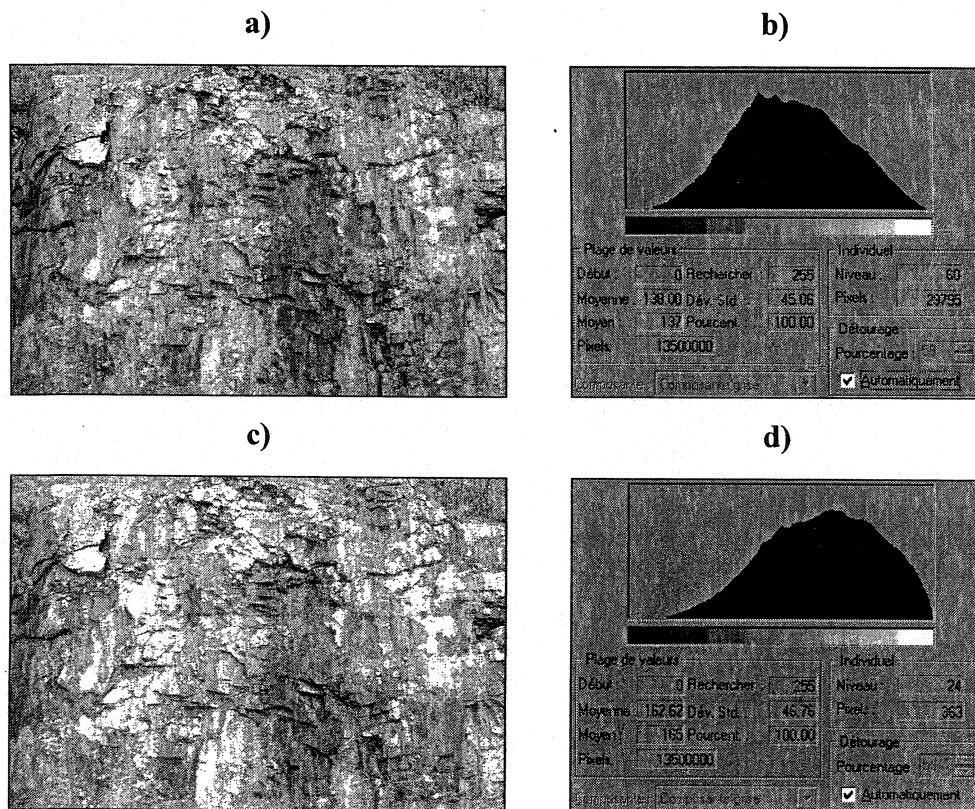 a)
b)
Plage de valeurs
Individuel
Début : 0 Rechercher : 255
Niveau : 60
Moyenne : 138.00 Dév. Std. : 45.06
Pixels : 29795
Moyen : 137 Pourcent. : 100.00
Détourage
Pixels : 13500000
Pourcentage
Automatiquement
c)
d)
Plage de valeurs
Individuel
Début : 0 Rechercher : 255
Niveau : 24
Moyenne : 162.62 Dév. Std. : 46.76
Pixels : 363
Moyen : 165 Pourcent. : 100.00
Détourage
Pixels : 13500000
Pourcentage
Automatiquement